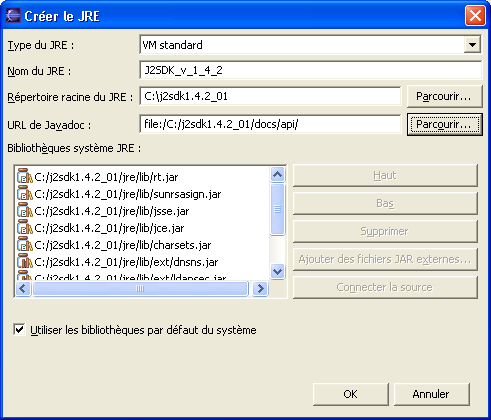 Créer le JRE
Type du JRE : VM standard
Nom du JRE : J2SDK_v_1_4_2
Répertoire racine du JRE : C:\j2sdk1.4.2_01 Parcourir...
URL de Javadoc : file:/C:/j2sdk1.4.2_01/docs/api/ Parcourir...
Bibliothèques système JRE :
C:/j2sdk1.4.2_01/jre/lib/rt.jar
C:/j2sdk1.4.2_01/jre/lib/sunrsasign.jar
C:/j2sdk1.4.2_01/jre/lib/jsse.jar
C:/j2sdk1.4.2_01/jre/lib/jce.jar
C:/j2sdk1.4.2_01/jre/lib/charsets.jar
C:/j2sdk1.4.2_01/jre/lib/ext/dnsns.jar
C:/j2sdk1.4.2_01/jre/lib/ext/ldapsec.jar
Haut
Bas
Supprimer
Ajouter des fichiers JAR externes...
Connecter la source
Utiliser les bibliothèques par défaut du système
OK Annuler